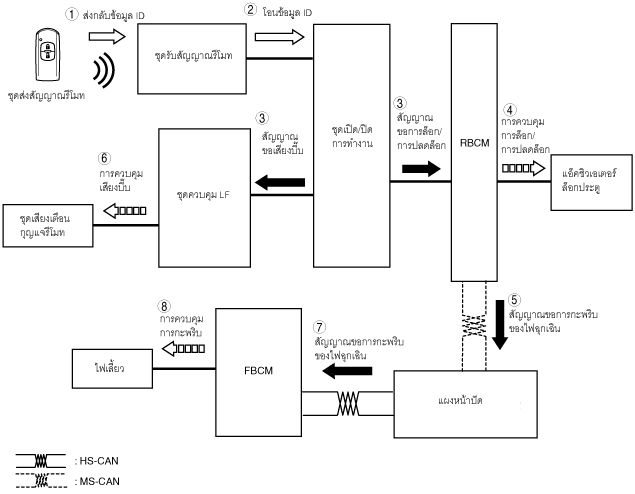 ① ส่งกลับข้อมูล ID
② โอนข้อมูล ID
ชุดส่งสัญญาณรีโมท
ชุดรับสัญญาณรีโมท
③
สัญญาณ
ขอเสียงบี๊บ
ชุดเปิด/ปิด
การทำงาน
③
สัญญาณ
ขอการล็อก/
การปลดล็อก
RBCM
④
การควบคุม
การล็อก/
การปลดล็อก
แอ็คชิวเอเตอร์
ล็อกประตู
⑥
การควบคุม
เสียงบี๊บ
ชุดควบคุม LF
ชุดเสียงเตือน
กุญแจรีโมท
⑤
สัญญาณขอการกะพริบ
ของไฟฉุกเฉิน
⑧
การควบคุม
การกะพริบ
⑦
สัญญาณขอการกะพริบ
ของไฟฉุกเฉิน
ไฟเลี้ยว
FBCM
แผงหน้าปัด
: HS-CAN
: MS-CAN